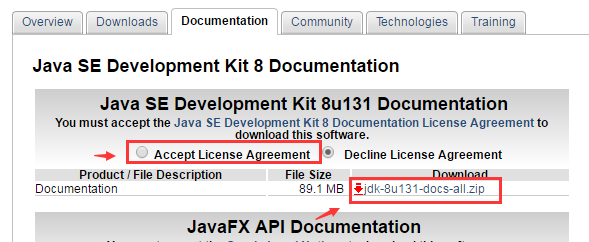 Overview Downloads Documentation Community Technologies Training
Java SE Development Kit 8 Documentation
Java SE Development Kit 8u131 Documentation
You must accept the Java SE Development Kit 8 Documentation License Agreement to
download this software.
Accept License Agreement Decline License Agreement
Product / File Description File Size Download
Documentation 89.1 MB jdk-8u131-docs-all.zip
JavaFX API Documentation